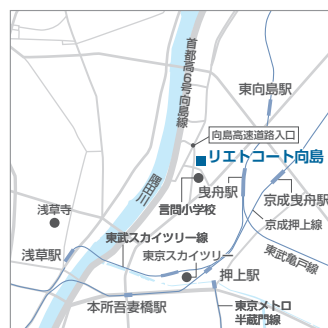 首都高6号向島線
東向島駅
向島高速道路入口
リエトコート向島
隅田川
曳舟駅
言問小学校
京成曳舟駅
浅草寺
京成押上線
東武スカイツリー線
浅草駅
東京スカイツリー
東武亀戸線
押上駅
本所吾妻橋駅
東京メトロ
半蔵門線